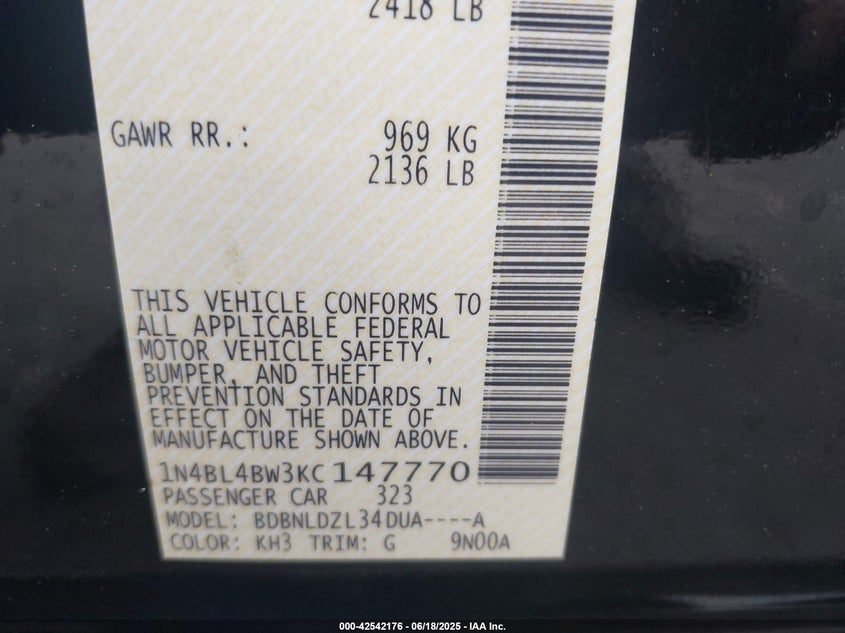 2418 LB
GAWR RR.: 969 KG
2136 LB
THIS VEHICLE CONFORMS TO
ALL APPLICABLE FEDERAL
MOTOR VEHICLE SAFETY,
BUMPER, AND THEFT
PREVENTION STANDARDS IN
EFFECT ON THE DATE OF
MANUFACTURE SHOWN ABOVE.
1N4BL4BW3KC147770
PASSENGER CAR 323
MODEL: BDBNLDZL34DUA----A
COLOR: KH3 TRIM: G 9N00A
000-42542176 - 06/18/2025 - IAA Inc.